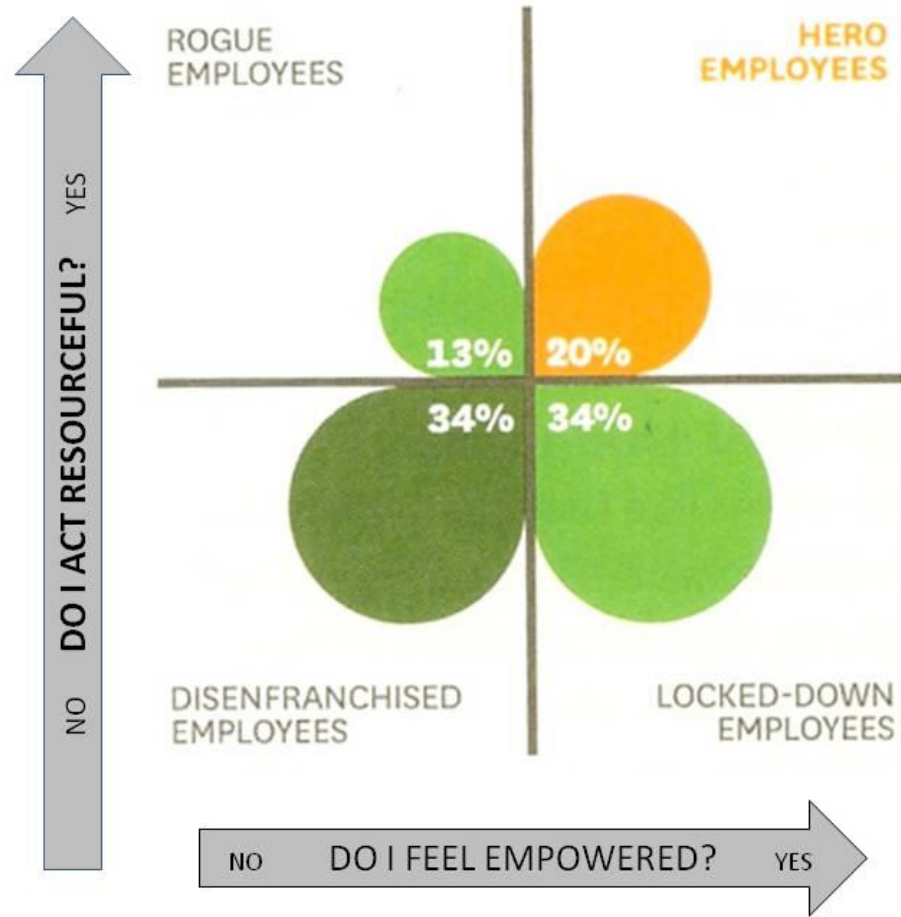 ROGUE
EMPLOYEES
HERO
EMPLOYEES
YES
DO I ACT RESOURCEFUL?
NO
13%
20%
34%
34%
DISENFRANCHISED
EMPLOYEES
LOCKED-DOWN
EMPLOYEES
NO
DO I FEEL EMPOWERED?
YES